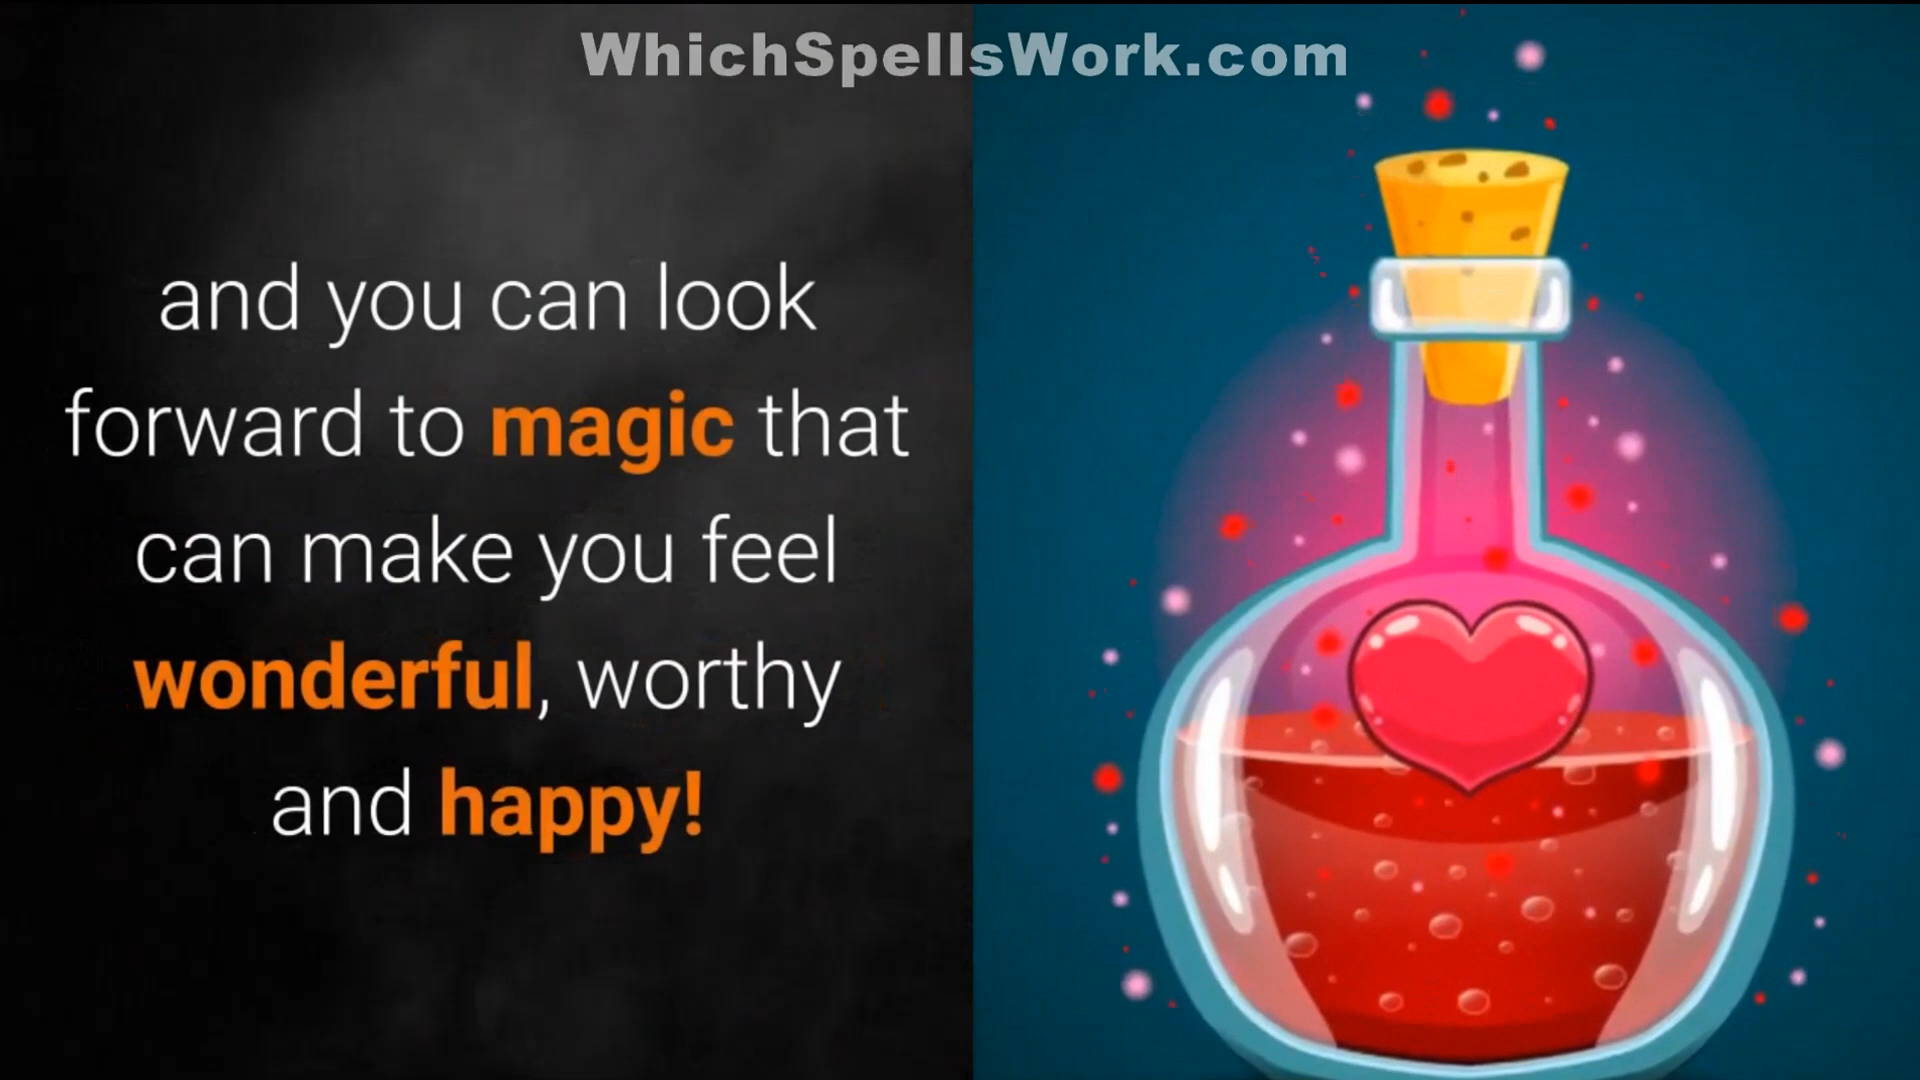 WhichSpellsWork.com
and you can look
forward to magic that
can make you feel
wonderful, worthy
and happy!